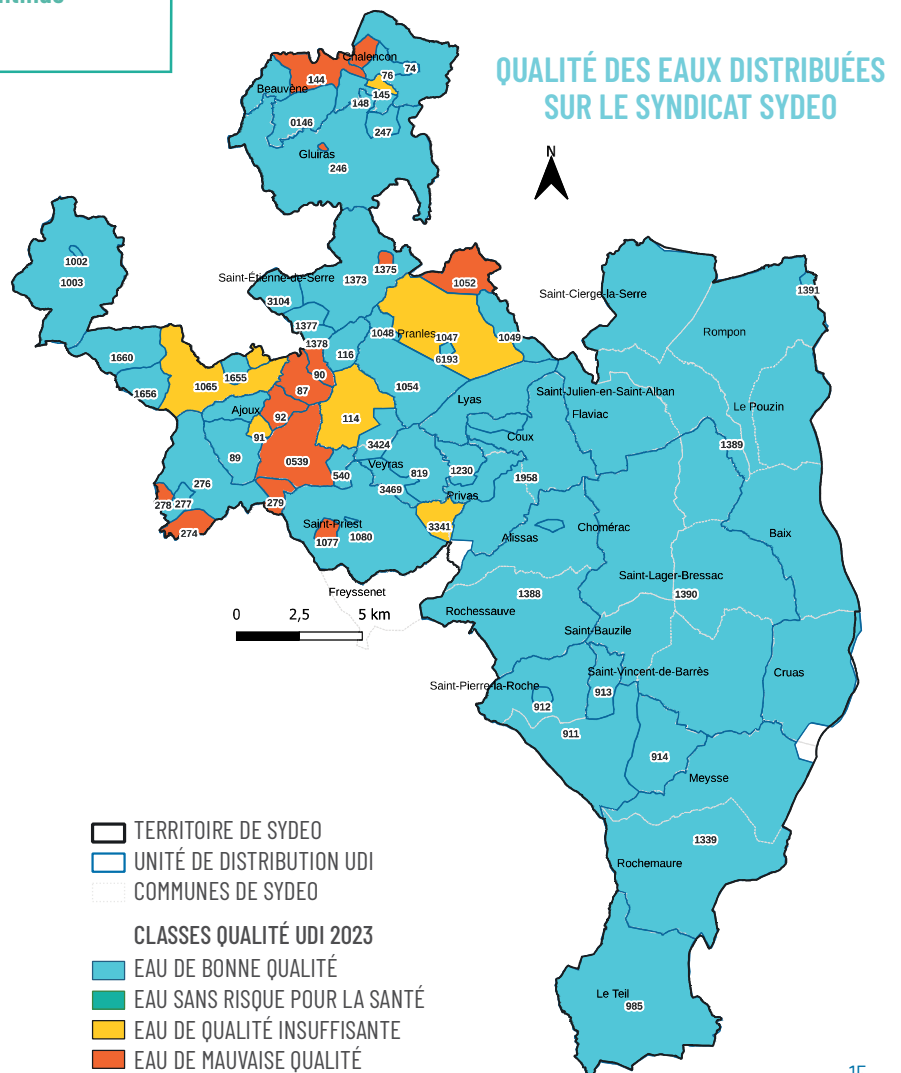 QUALITÉ DES EAUX DISTRIBUÉES
SUR LE SYNDICAT SYDEO
N
Chalencon
74
76
144
Beauvène
145
148
0146
247
Gluiras
246
1002
1003
Saint-Étienne-de-Serre
1373
1375
1052
3104
1377
1378
1048
Pranles
1047
1049
6193
116
Saint-Cierge-la-Serre
1391
Rompon
1660
1656
1065
1655
90
87
1054
Ajoux
92
91
114
89
0539
3424
Lyas
Saint-Julien-en-Saint-Alban
Flaviac
Le Pouzin
Coux
1389
Veyras
540
819
1230
1958
3469
Privas
276
278
277
279
274
Saint-Priest
1077
1080
3341
Alissas
Chomérac
Baix
Freyssenet
1388
Saint-Lager-Bressac
1390
Rochessauve
Saint-Bauzile
0
2,5
5 km
Saint-Pierre-la-Roche
Saint-Vincent-de-Barrès
Cruas
913
912
911
914
Meysse
1339
Rochemaure
Le Teil
985
TERRITOIRE DE SYDEO
UNITÉ DE DISTRIBUTION UDI
COMMUNES DE SYDEO
CLASSES QUALITÉ UDI 2023
EAU DE BONNE QUALITÉ
EAU SANS RISQUE POUR LA SANTÉ
EAU DE QUALITÉ INSUFFISANTE
EAU DE MAUVAISE QUALITÉ